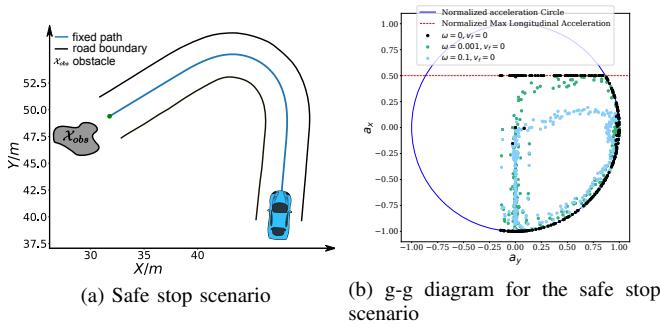 fixed path
road boundary
𝒳obs obstacle
52.5
50.0
47.5
45.0
42.5
40.0
37.5
Y/m
𝒳obs
30
40
X/m
(a) Safe stop scenario
Normalized acceleration Circle
Normalized Max Longitudinal Acceleration
ω=0,vf=0
ω=0.001,vf=0
ω=0.1,vf=0
1.00
0.75
0.50
0.25
0.00
−0.25
−0.50
−0.75
−1.00
ax
−1.00 −0.75 −0.50 −0.25 0.00 0.25 0.50 0.75 1.00
ay
(b) g-g diagram for the safe stop
scenario